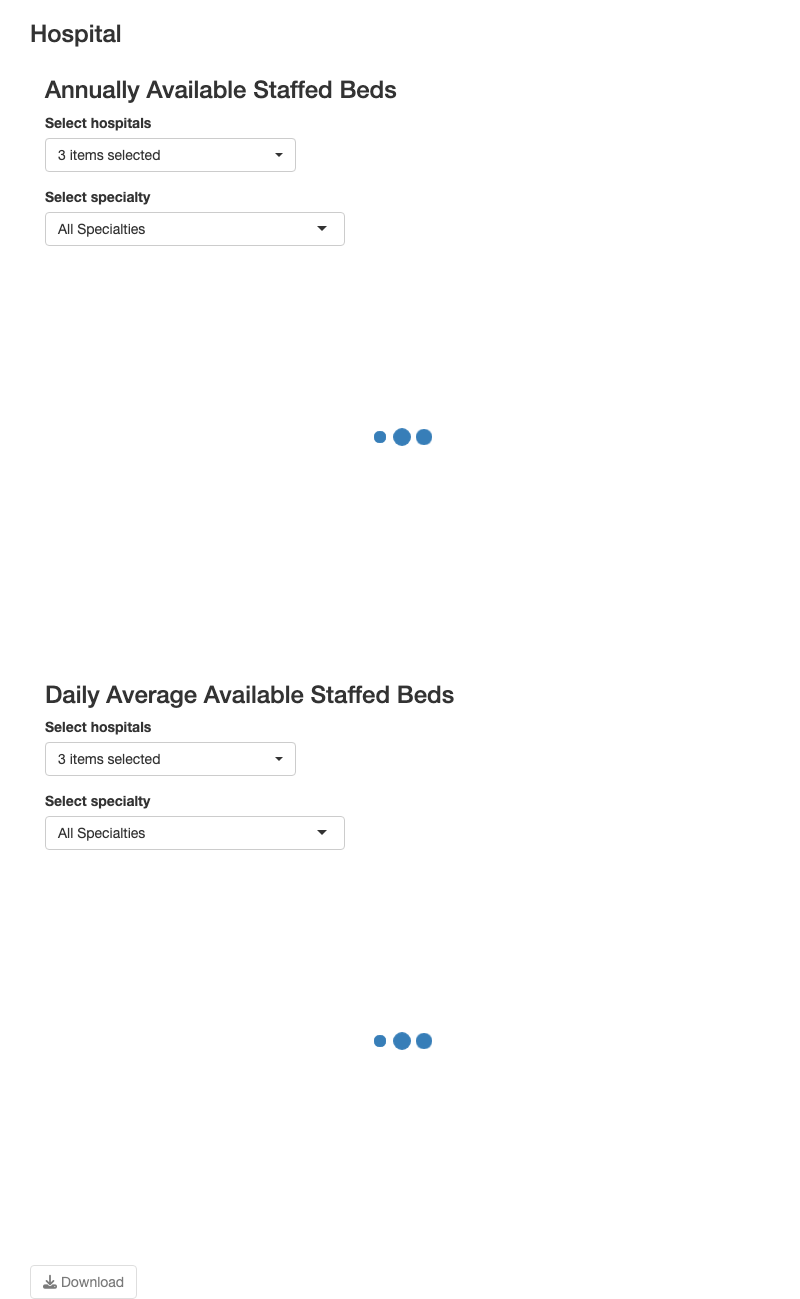 Hospital
Annually Available Staffed Beds
Select hospitals
3 items selected
Select specialty
All Specialties
Daily Average Available Staffed Beds
Select hospitals
3 items selected
Select specialty
All Specialties
Download